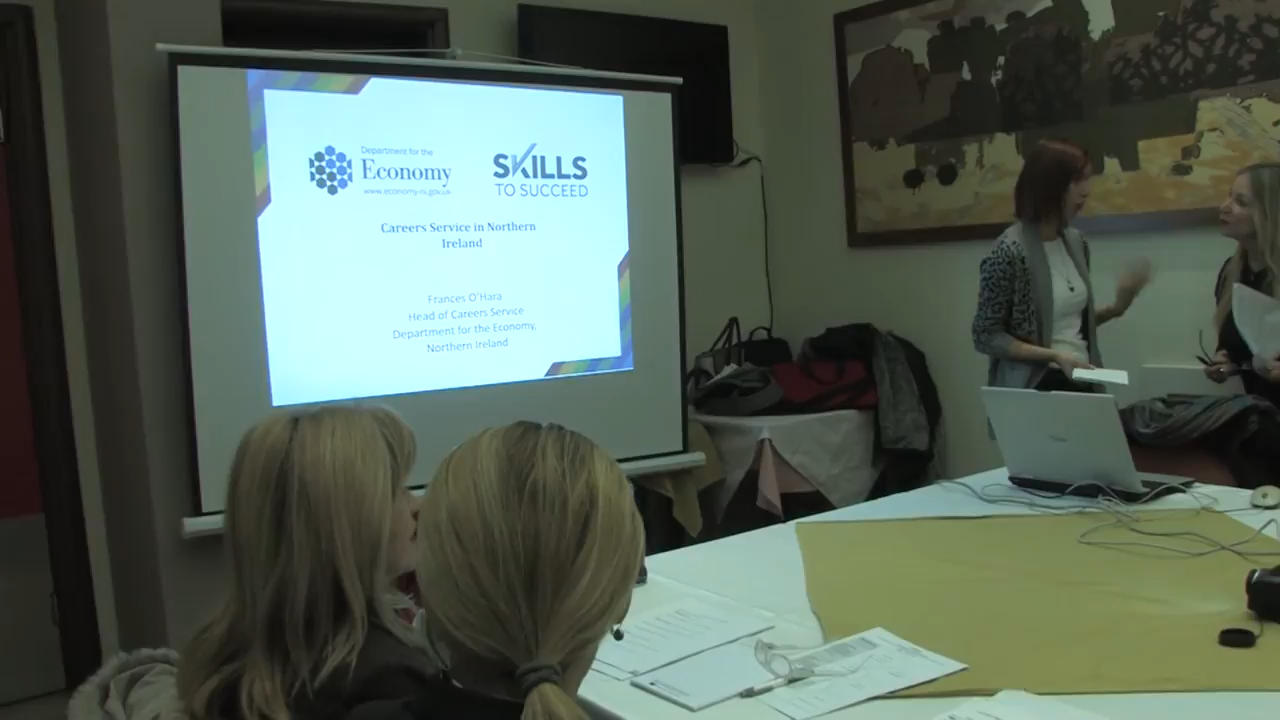 Department for the
Economy
www.economy-ni.gov.uk
SKILLS
TO SUCCEED
Careers Service in Northern
Ireland
Frances O'Hara
Head of Careers Service
Department for the Economy,
Northern Ireland